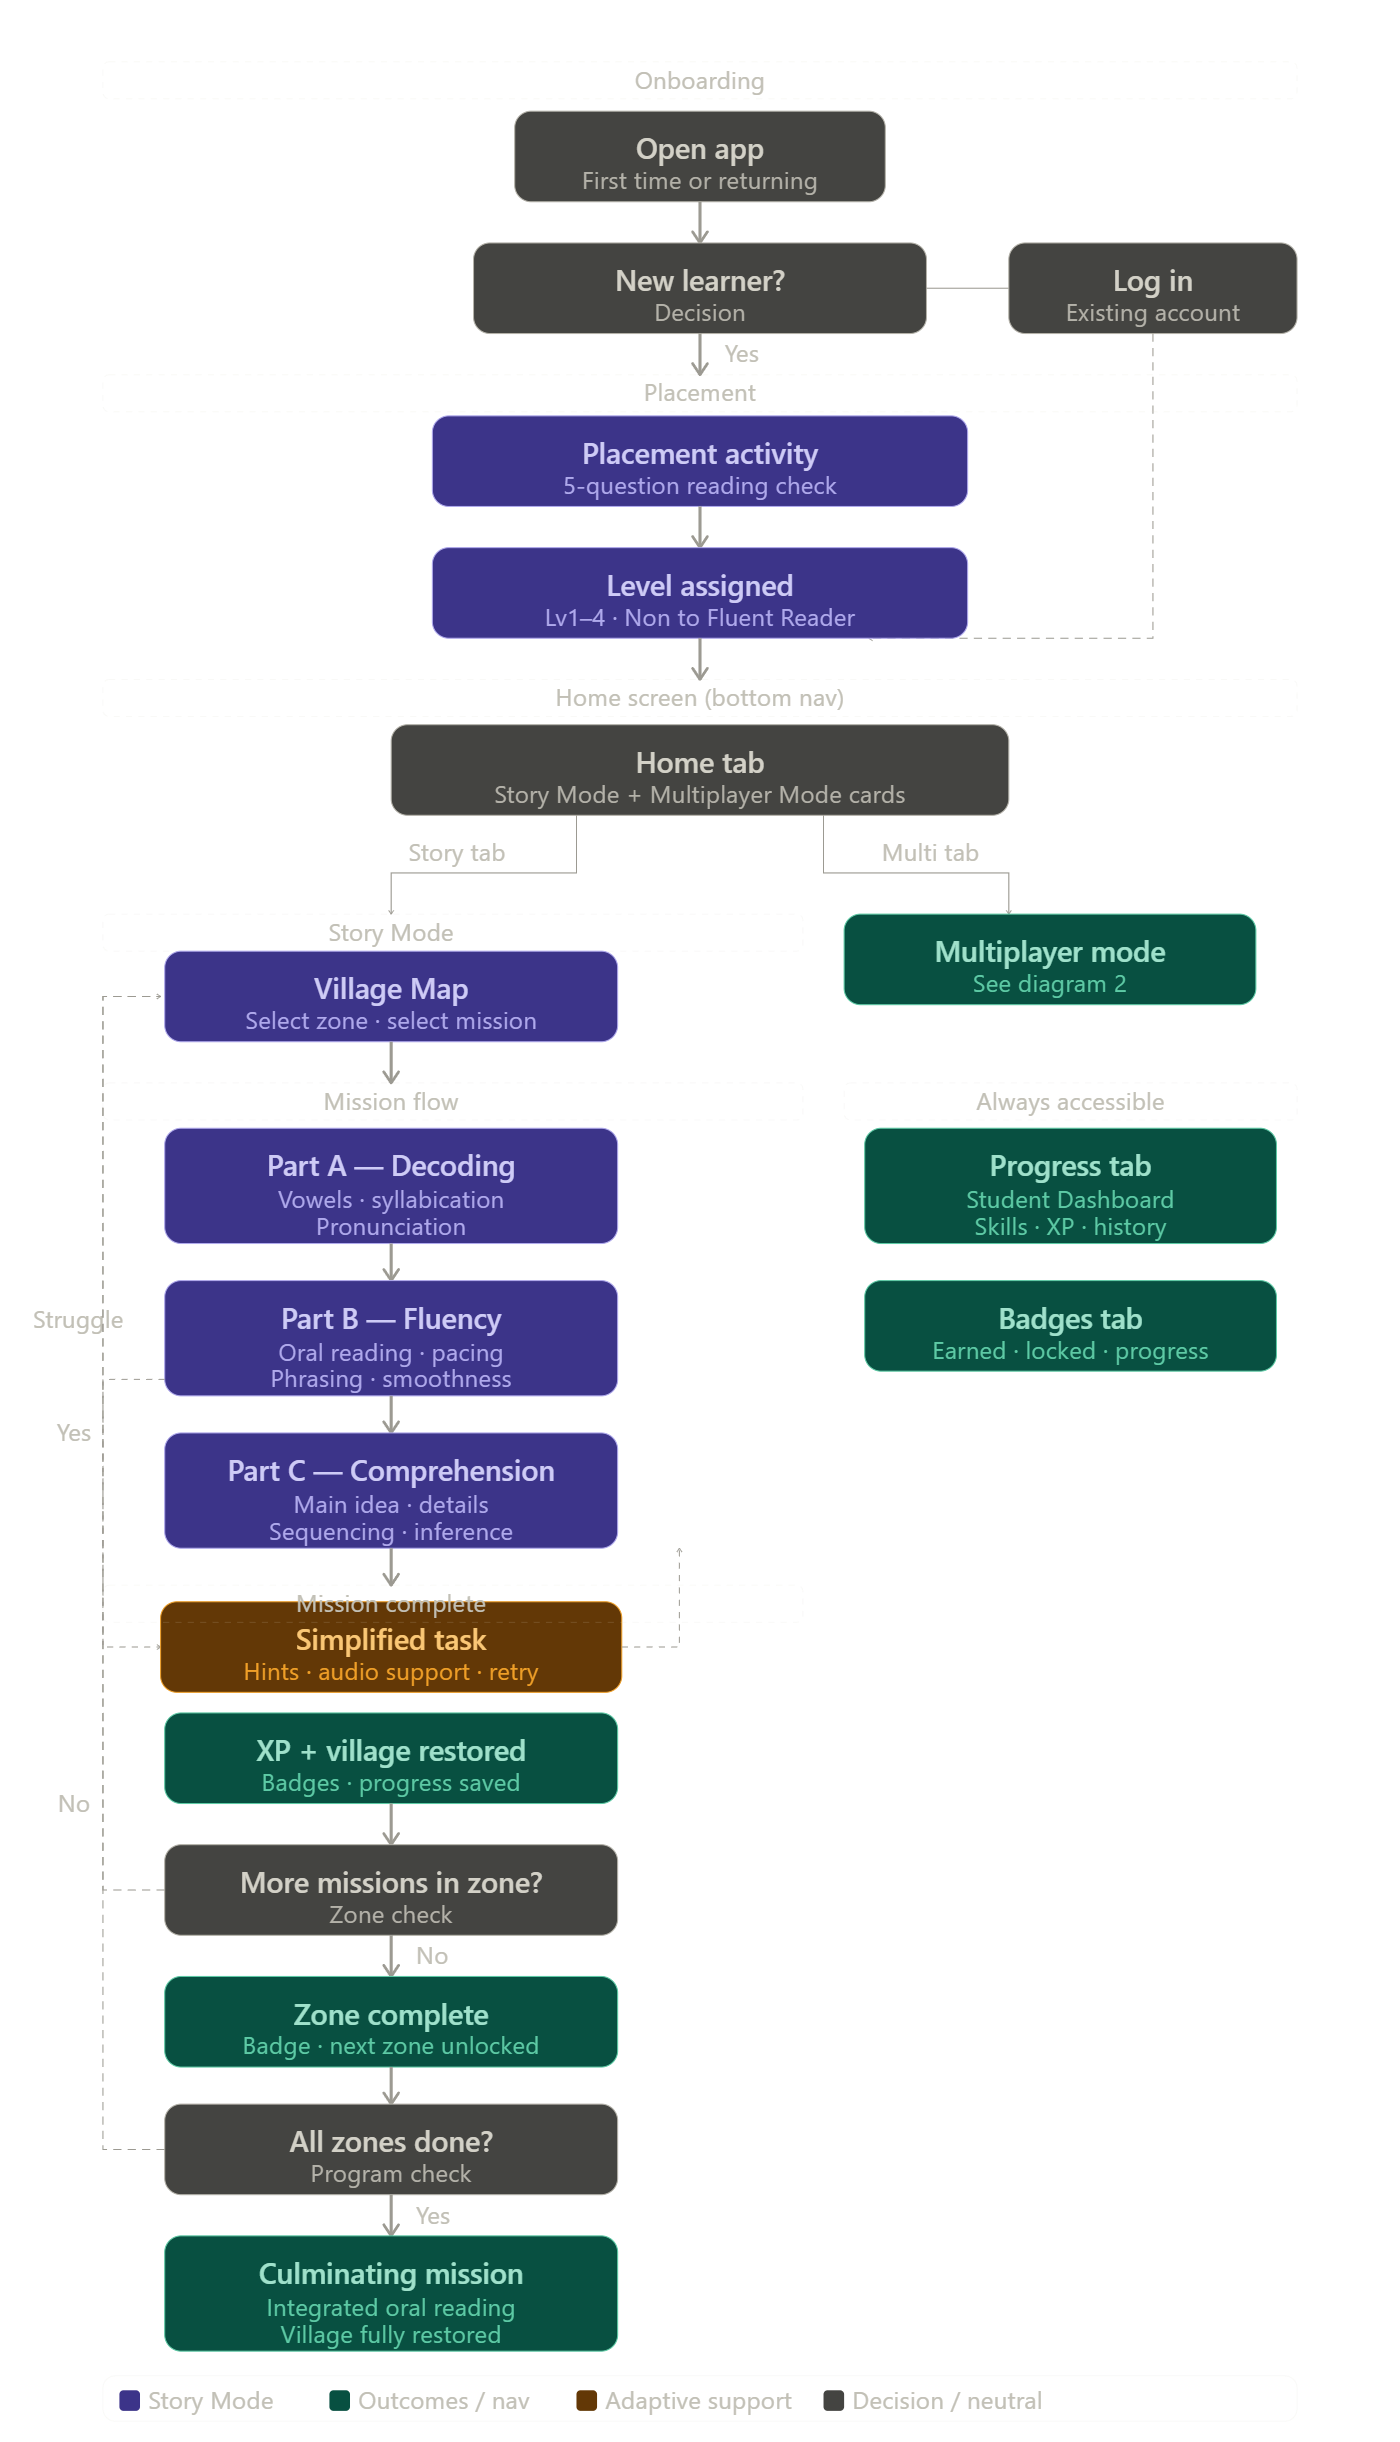 Onboarding
Open app
First time or returning
New learner?
Decision
Log in
Existing account
Yes
Placement
Placement activity
5-question reading check
Level assigned
Lv1–4 · Non to Fluent Reader
Home screen (bottom nav)
Home tab
Story Mode + Multiplayer Mode cards
Story tab
Multi tab
Story Mode
Multiplayer mode
See diagram 2
Village Map
Select zone · select mission
Mission flow
Always accessible
Part A — Decoding
Vowels · syllabication
Pronunciation
Progress tab
Student Dashboard
Skills · XP · history
Struggle
Part B — Fluency
Oral reading · pacing
Phrasing · smoothness
Badges tab
Earned · locked · progress
Yes
Part C — Comprehension
Main idea · details
Sequencing · inference
Mission complete
Simplified task
Hints · audio support · retry
XP + village restored
Badges · progress saved
No
More missions in zone?
Zone check
No
Zone complete
Badge · next zone unlocked
All zones done?
Program check
Yes
Culminating mission
Integrated oral reading
Village fully restored
Story Mode
Outcomes / nav
Adaptive support
Decision / neutral